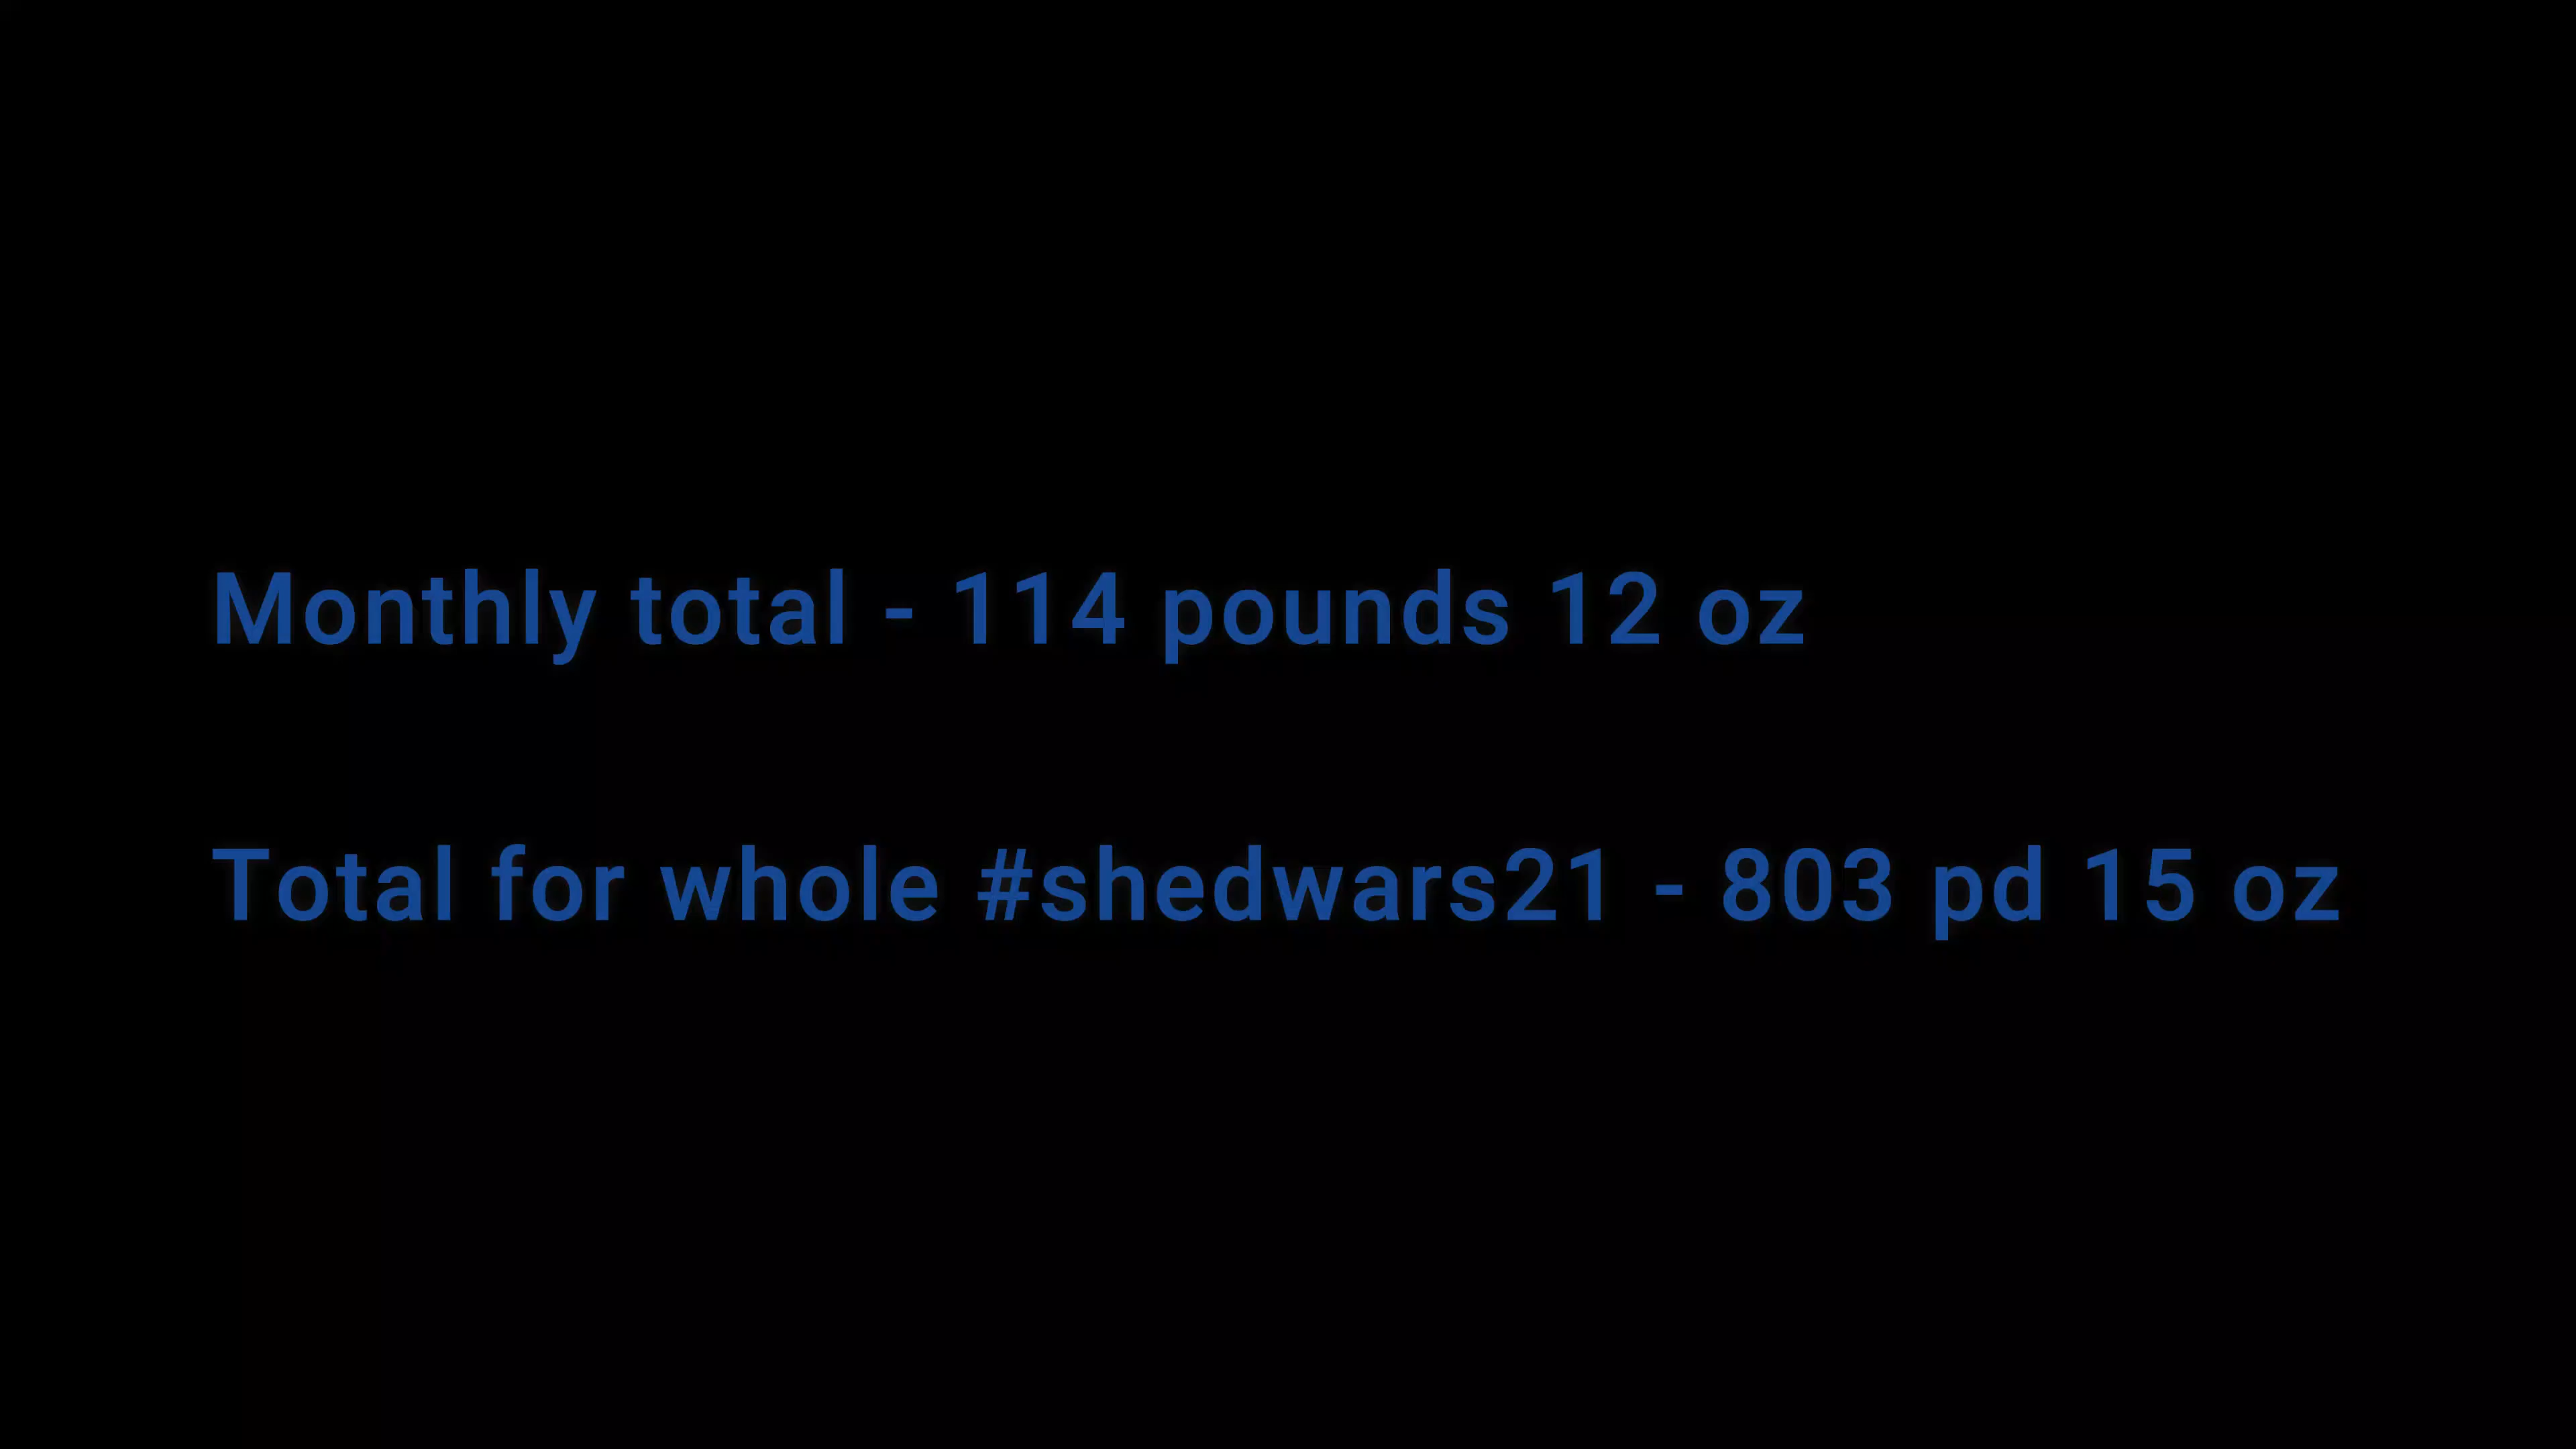 Monthly total - 114 pounds 12 oz
Total for whole #shedwars21 - 803 pd 15 oz